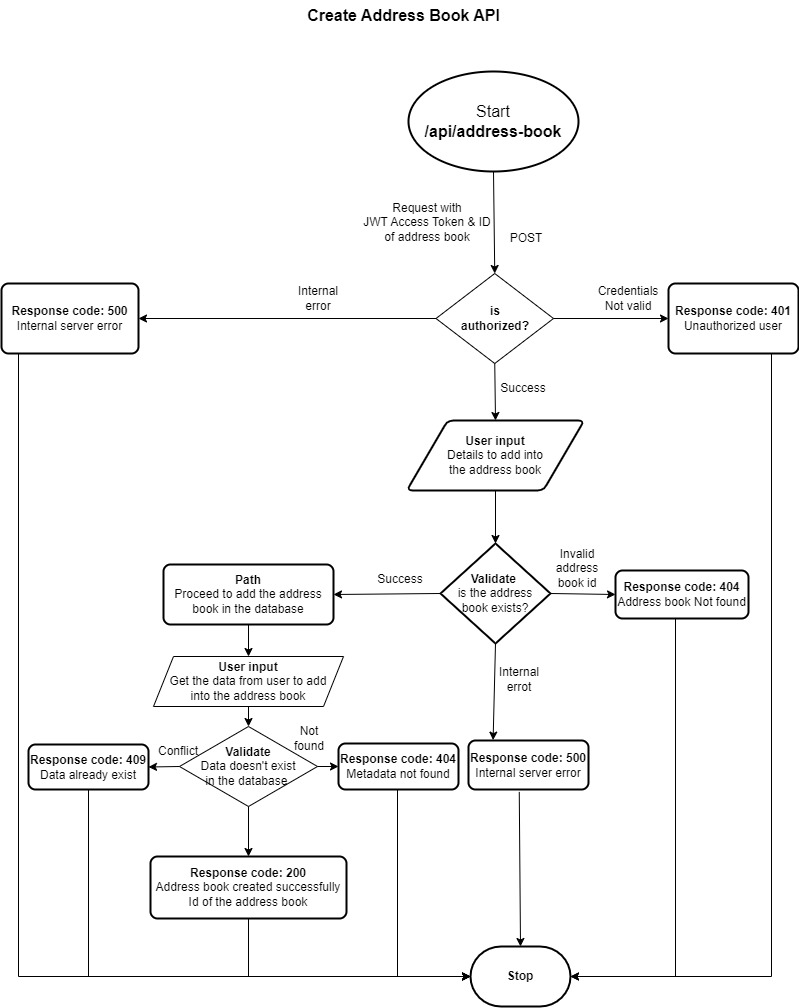 Create Address Book API
Start
/api/address-book
Request with
JWT Access Token & ID
of address book
POST
Internal
error
Credentials
Not valid
Response code: 500
Internal server error
is
authorized?
Response code: 401
Unauthorized user
Success
User input
Details to add into
the address book
Invalid
address
book id
Success
Path
Proceed to add the address
book in the database
Validate
is the address
book exists?
Response code: 404
Address book Not found
User input
Get the data from user to add
into the address book
Internal
errot
Conflict
Not
found
Response code: 409
Data already exist
Validate
Data doesn't exist
in the database
Response code: 404
Metadata not found
Response code: 500
Internal server error
Response code: 200
Address book created successfully
Id of the address book
Stop